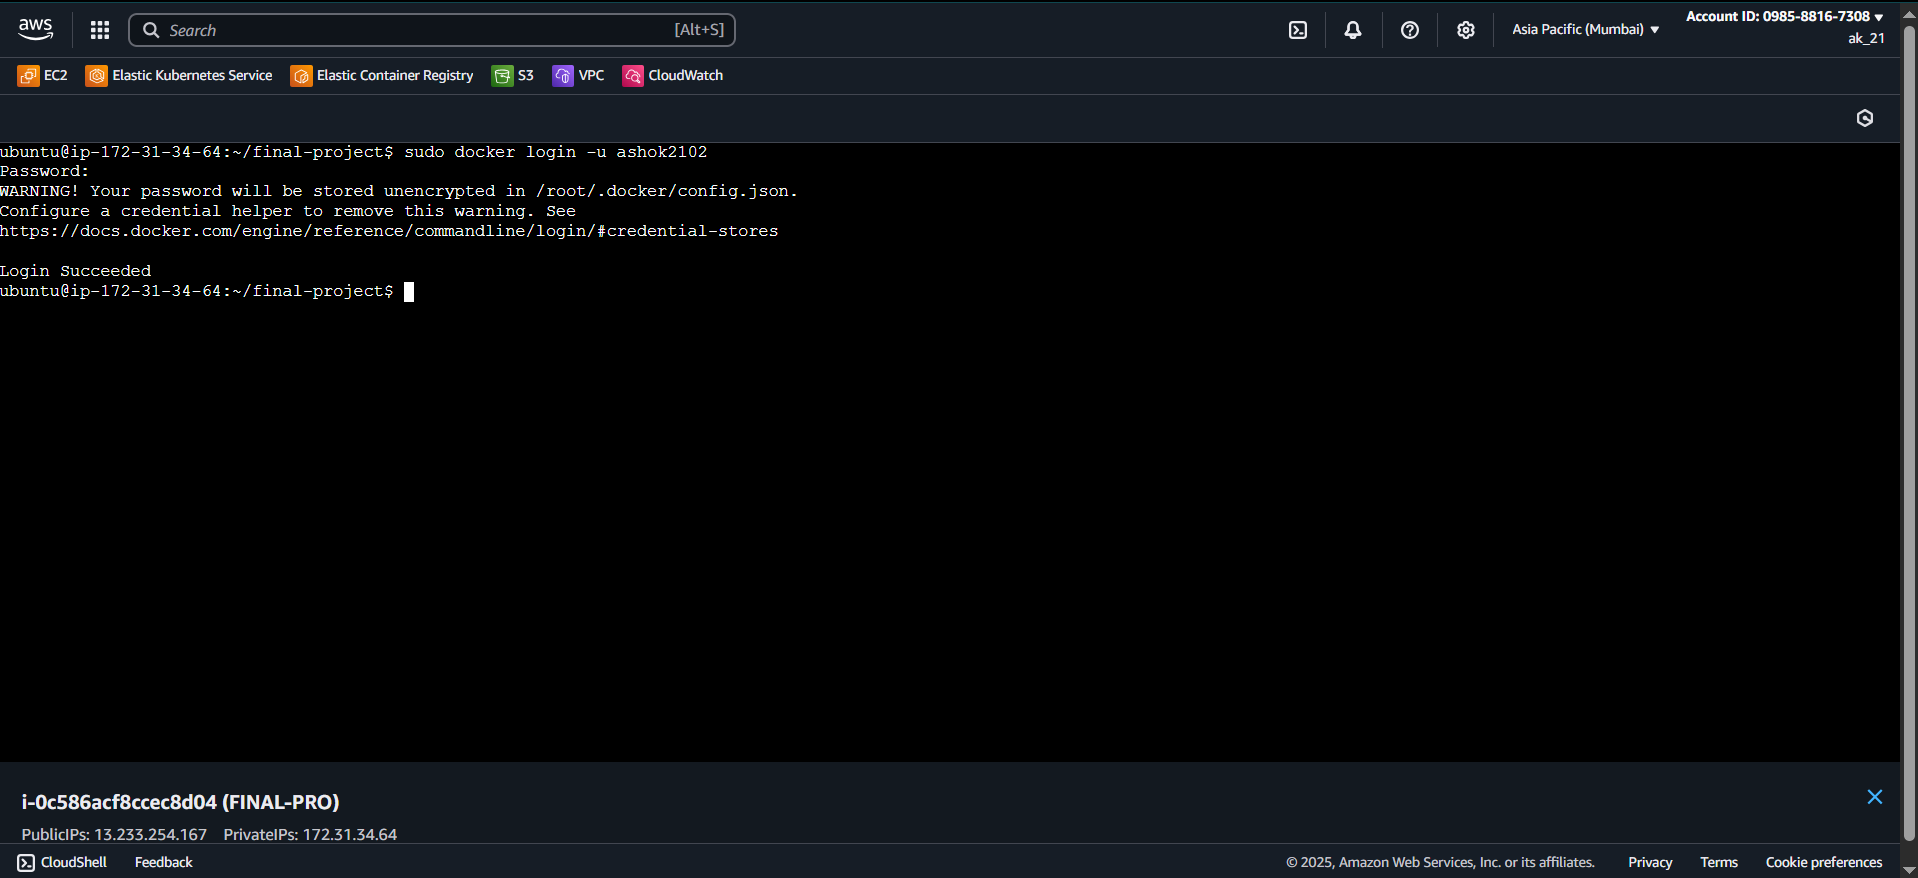 aws
Search
[Alt+S]
Asia Pacific (Mumbai)
Account ID: 0985-8816-7308
ak_21
EC2
Elastic Kubernetes Service
Elastic Container Registry
S3
VPC
CloudWatch
ubuntu@ip-172-31-34-64:~/final-project$ sudo docker login -u ashok2102
Password:
WARNING! Your password will be stored unencrypted in /root/.docker/config.json.
Configure a credential helper to remove this warning. See
https://docs.docker.com/engine/reference/commandline/login/#credential-stores
Login Succeeded
ubuntu@ip-172-31-34-64:~/final-project$
i-0c586acf8ccec8d04 (FINAL-PRO)
PublicIPs: 13.233.254.167 PrivateIPs: 172.31.34.64
CloudShell
Feedback
© 2025, Amazon Web Services, Inc. or its affiliates.
Privacy
Terms
Cookie preferences